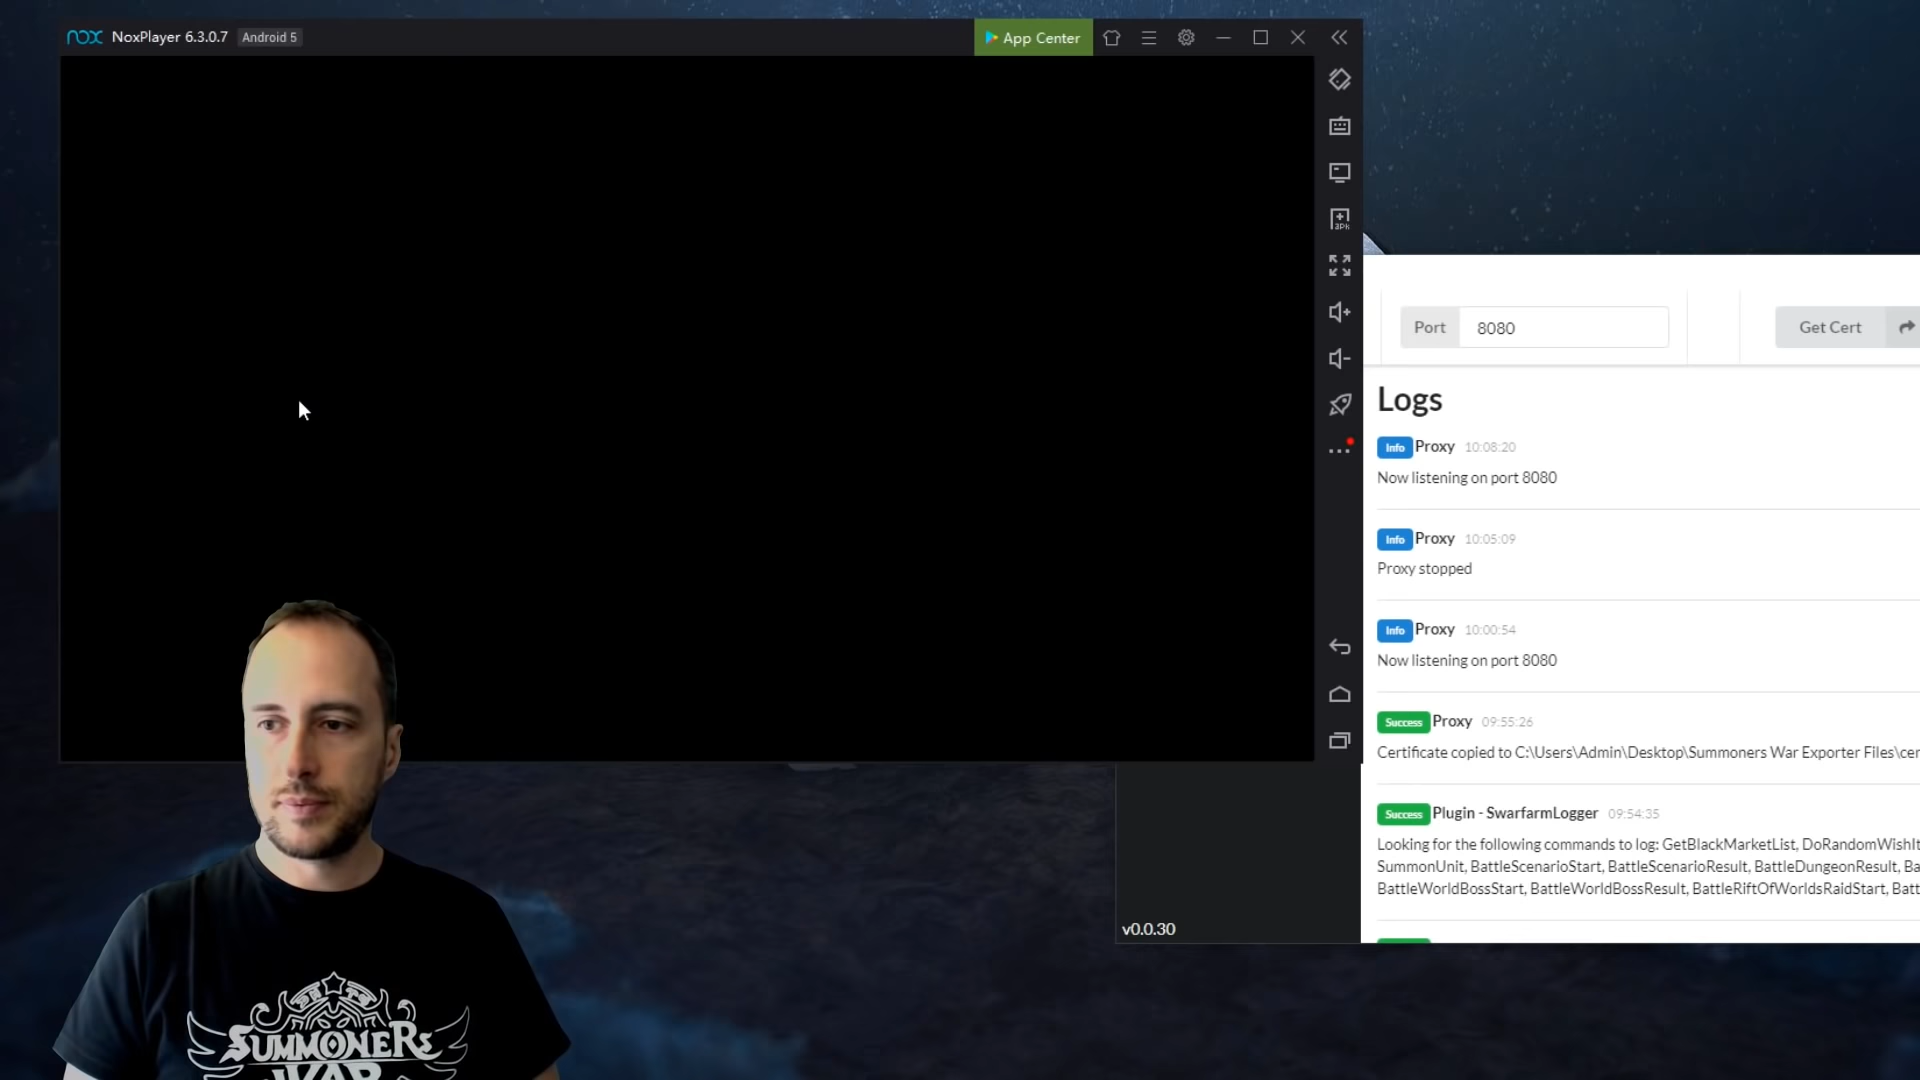 nox NoxPlayer 6.3.0.7 Android 5
App Center
APK
Port 8080
Get Cert
Logs
Info Proxy 10:08:20
Now listening on port 8080
Info Proxy 10:05:09
Proxy stopped
Info Proxy 10:00:54
Now listening on port 8080
Success Proxy 09:55:26
Certificate copied to C:\Users\Admin\Desktop\Summoners War Exporter Files\cer
Success Plugin - SwarfarmLogger 09:54:35
Looking for the following commands to log: GetBlackMarketList, DoRandomWishIt
SummonUnit, BattleScenarioStart, BattleScenarioResult, BattleDungeonResult, Ba
BattleWorldBossStart, BattleWorldBossResult, BattleRiftOfWorldsRaidStart, Batt
v0.0.30
SUMMONERS
WAR